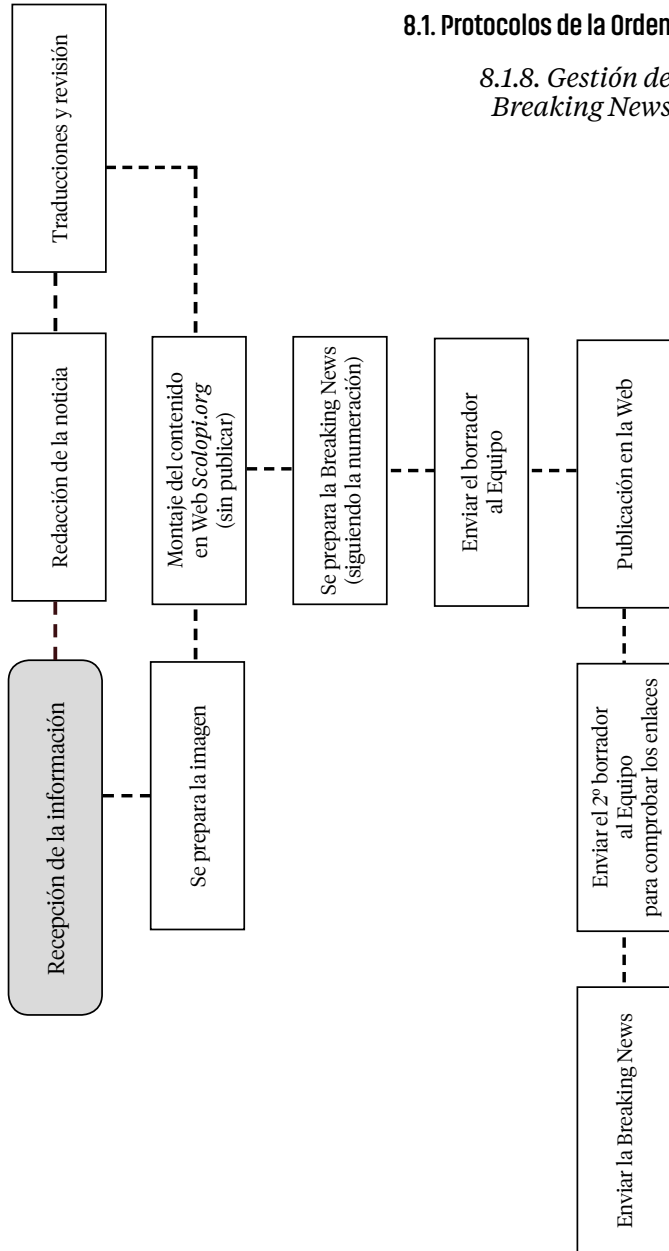 8.1. Protocolos de la Orden
8.1.8. Gestión de
Breaking News
Recepción de la información
Redacción de la noticia
Traducciones y revisión
Se prepara la imagen
Montaje del contenido
en Web Scolopi.org
(sin publicar)
Se prepara la Breaking News
(siguiendo la numeración)
Enviar el borrador
al Equipo
Publicación en la Web
Enviar el 2º borrador
al Equipo
para comprobar los enlaces
Enviar la Breaking News